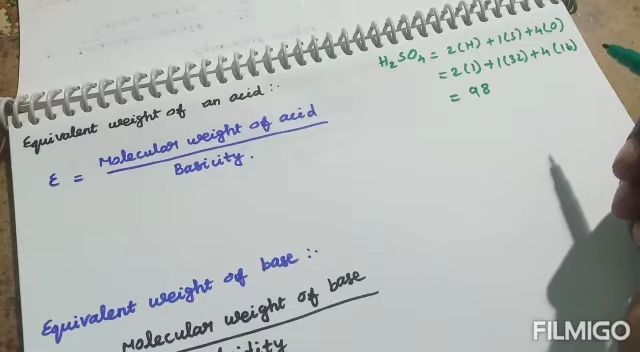 H₂SO₄ = 2(H) + 1(S) + 4(O)
= 2(1) + 1(32) + 4(16)
= 98
Equivalent weight of an acid :-
E = Molecular weight of acid
Basicity.
Equivalent weight of base :-
Molecular weight of base
FILMIGO